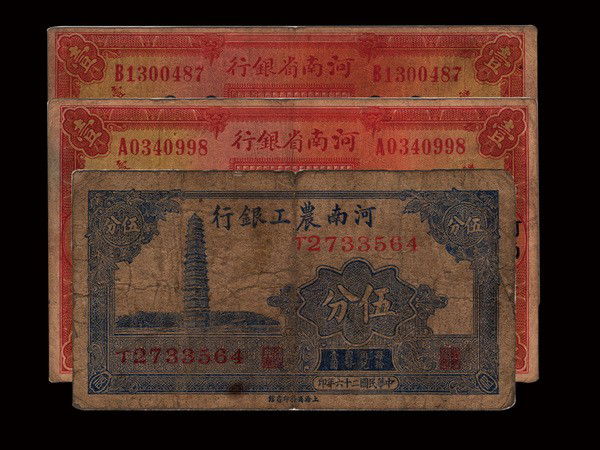 壹 河南省銀行 壹
B1300487 B1300487
壹 河南省銀行 壹
A0340998 A0340998
河南農工銀行
伍分 伍分
T2733564
伍分
T2733564
中華民國二十六年印